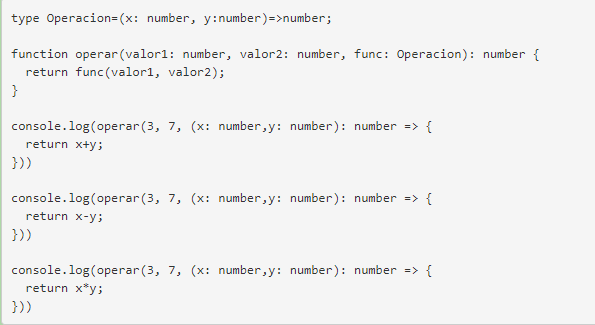 type Operacion=(x: number, y:number)=>number;

function operar(valor1: number, valor2: number, func: Operacion): number {
  return func(valor1, valor2);
}

console.log(operar(3, 7, (x: number,y: number): number => {
  return x+y;
}))

console.log(operar(3, 7, (x: number,y: number): number => {
  return x-y;
}))

console.log(operar(3, 7, (x: number,y: number): number => {
  return x*y;
}))